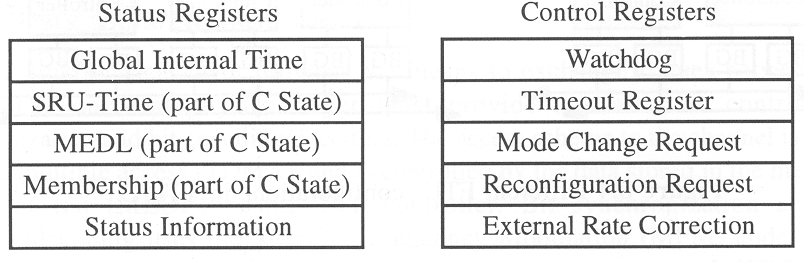 Status Registers
Global Internal Time
SRU-Time (part of C State)
MEDL (part of C State)
Membership (part of C State)
Status Information
Control Registers
Watchdog
Timeout Register
Mode Change Request
Reconfiguration Request
External Rate Correction